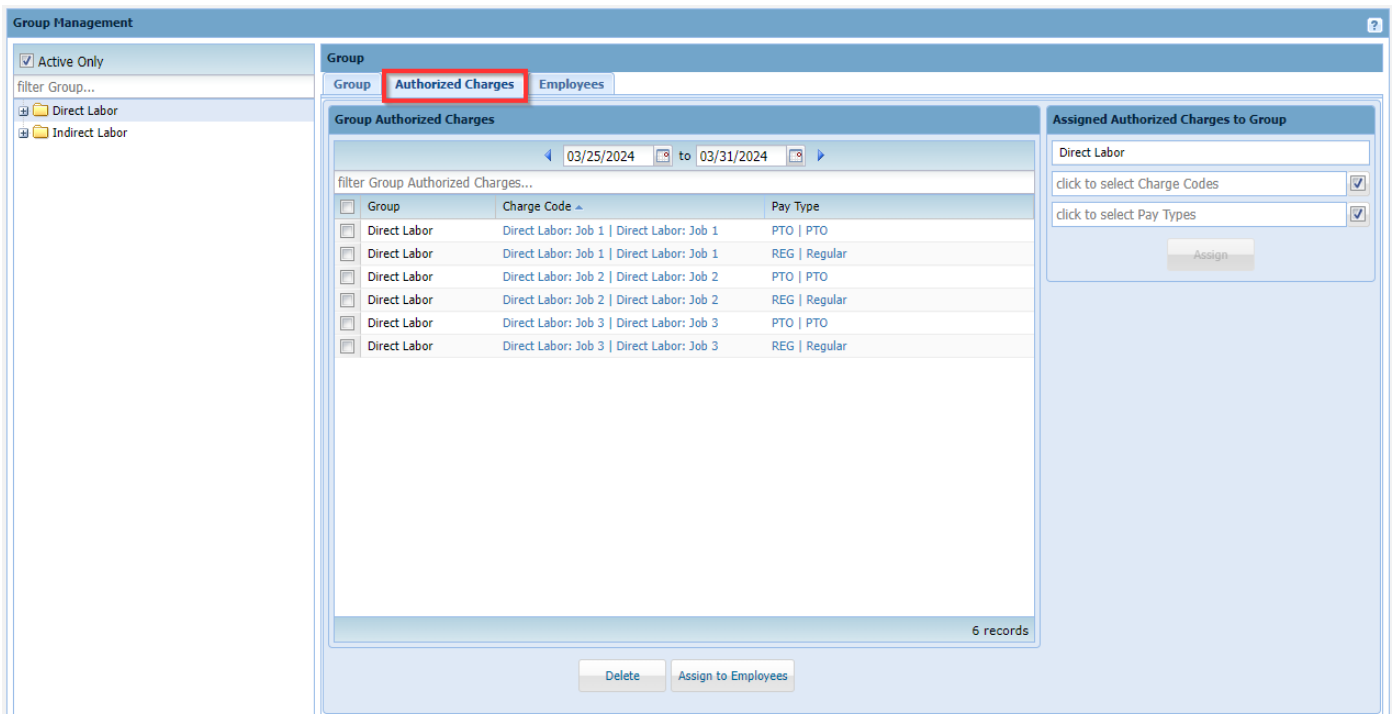 Group Management
?
Active Only
filter Group...
Direct Labor
Indirect Labor
Group
Group Authorized Charges Employees
Group Authorized Charges
03/25/2024 to 03/31/2024
filter Group Authorized Charges...
Group Charge Code Pay Type
Direct Labor Direct Labor: Job 1 | Direct Labor: Job 1 PTO | PTO
Direct Labor Direct Labor: Job 1 | Direct Labor: Job 1 REG | Regular
Direct Labor Direct Labor: Job 2 | Direct Labor: Job 2 PTO | PTO
Direct Labor Direct Labor: Job 2 | Direct Labor: Job 2 REG | Regular
Direct Labor Direct Labor: Job 3 | Direct Labor: Job 3 PTO | PTO
Direct Labor Direct Labor: Job 3 | Direct Labor: Job 3 REG | Regular
6 records
Delete Assign to Employees
Assigned Authorized Charges to Group
Direct Labor
click to select Charge Codes
click to select Pay Types
Assign